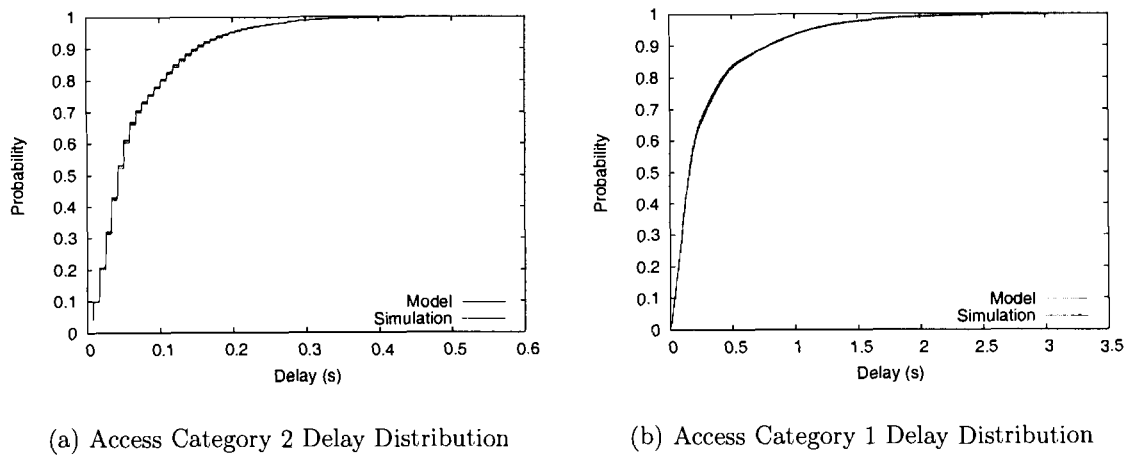 1
0.9
0.8
0.7
0.6
0.5
0.4
0.3
0.2
0.1
0
Probability
Model
Simulation
0 0.1 0.2 0.3 0.4 0.5 0.6
Delay (s)
(a) Access Category 2 Delay Distribution
1
0.9
0.8
0.7
0.6
0.5
0.4
0.3
0.2
0.1
0
Probability
Model
Simulation
0 0.5 1 1.5 2 2.5 3 3.5
Delay (s)
(b) Access Category 1 Delay Distribution